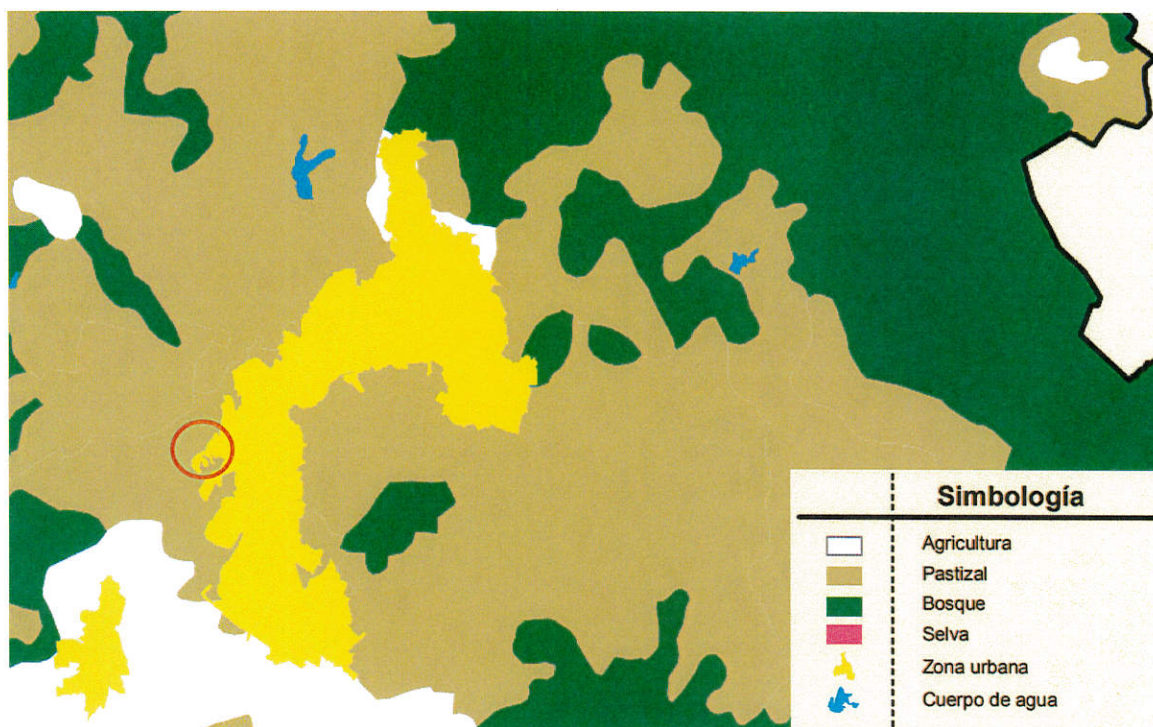 Simbología
Agricultura
Pastizal
Bosque
Selva
Zona urbana
Cuerpo de agua